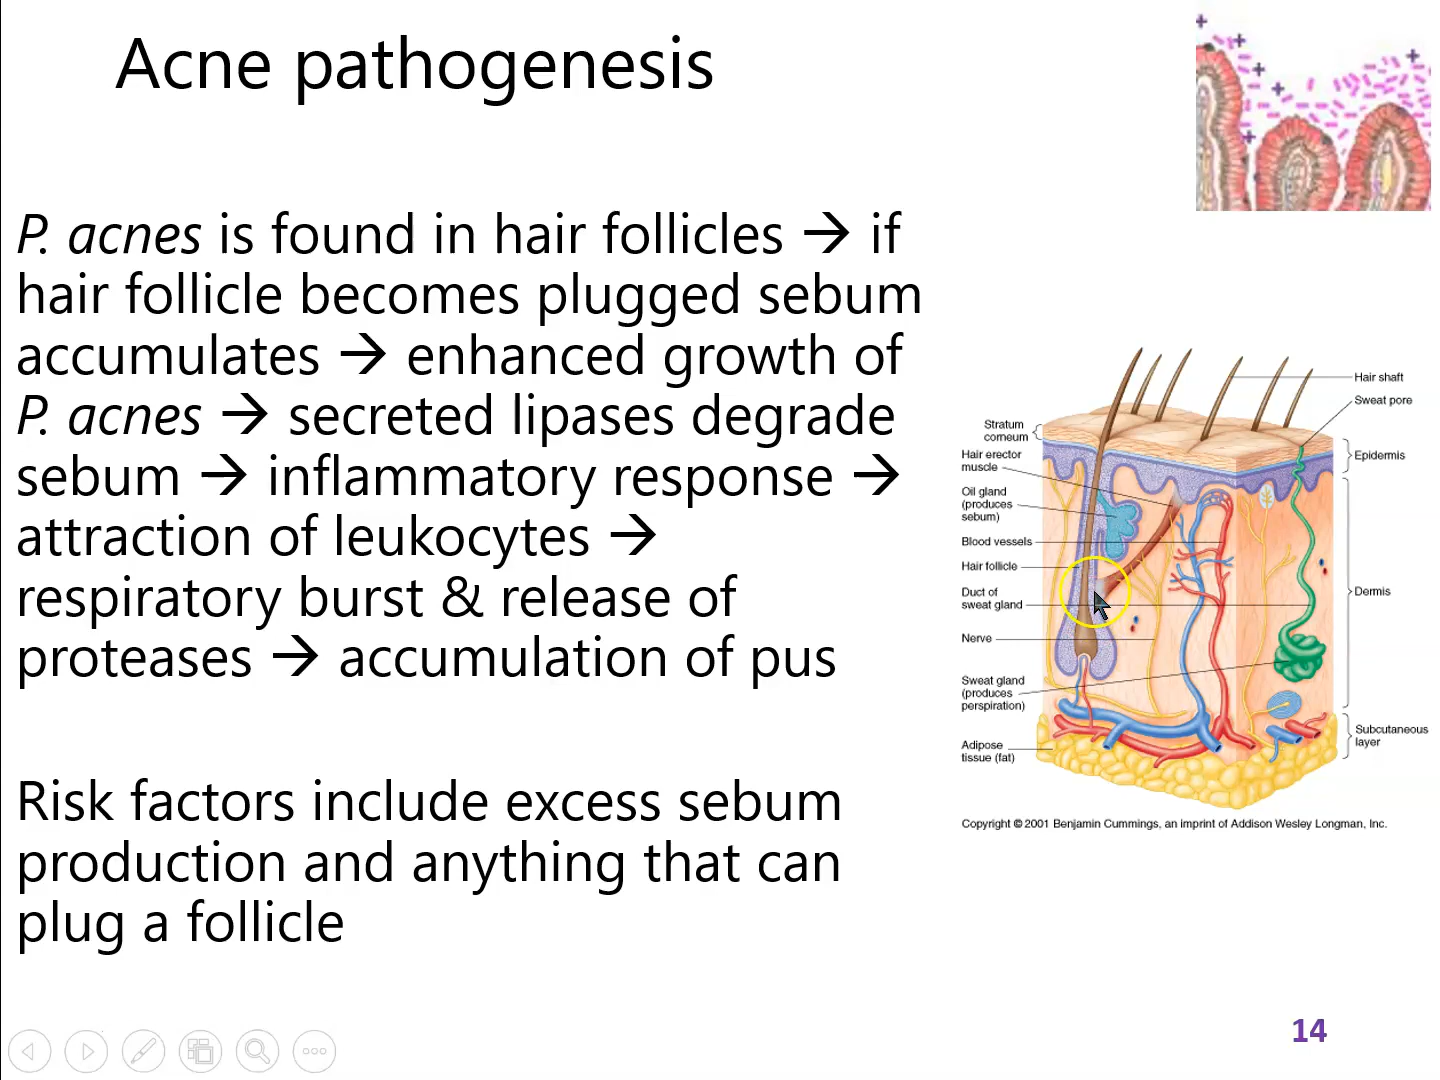 Acne pathogenesis
P. acnes is found in hair follicles → if
hair follicle becomes plugged sebum
accumulates → enhanced growth of
P. acnes → secreted lipases degrade
sebum → inflammatory response →
attraction of leukocytes →
respiratory burst & release of
proteases → accumulation of pus
Risk factors include excess sebum
production and anything that can
plug a follicle
Stratum
corneum
Hair erector
muscle
Oil gland
(produces
sebum)
Blood vessels
Hair follicle
Duct of
sweat gland
Nerve
Sweat gland
(produces
perspiration)
Adipose
tissue (fat)
Hair shaft
Sweat pore
Epidermis
Dermis
Subcutaneous
layer
Copyright © 2001 Benjamin Cummings, an imprint of Addison Wesley Longman, Inc.
14